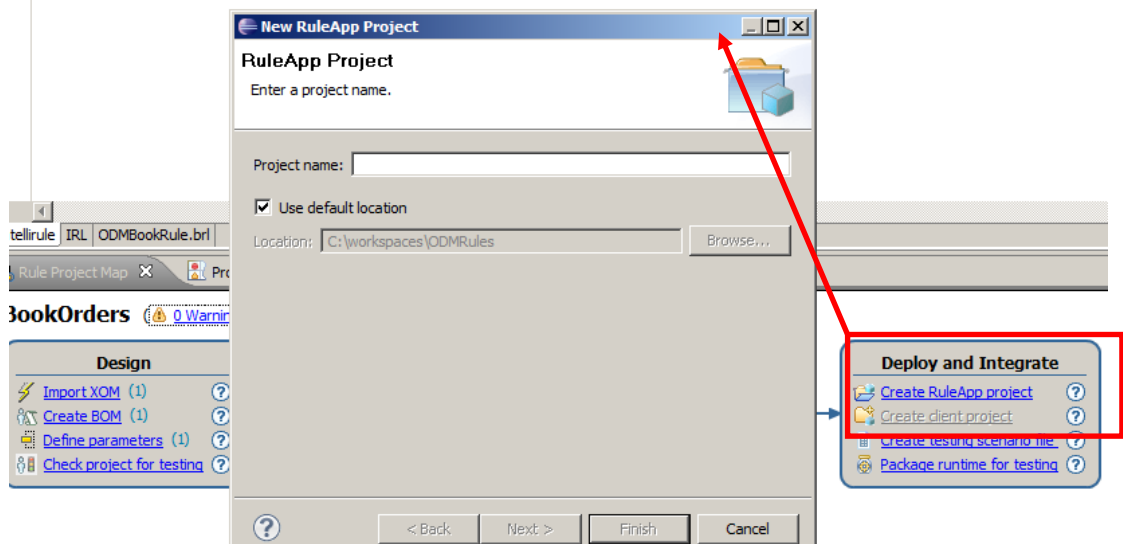 New RuleApp Project
RuleApp Project
Enter a project name.
Project name:
Use default location
Location: C:\workspaces\ODMRules Browse...
tellirule IRL ODMBookRule.brl
Rule Project Map Pro
BookOrders (0 Warnin
Design
Import XOM (1)
Create BOM (1)
Define parameters (1)
Check project for testing
Deploy and Integrate
Create RuleApp project
Create client project
Create testing scenario file
Package runtime for testing
< Back Next > Finish Cancel